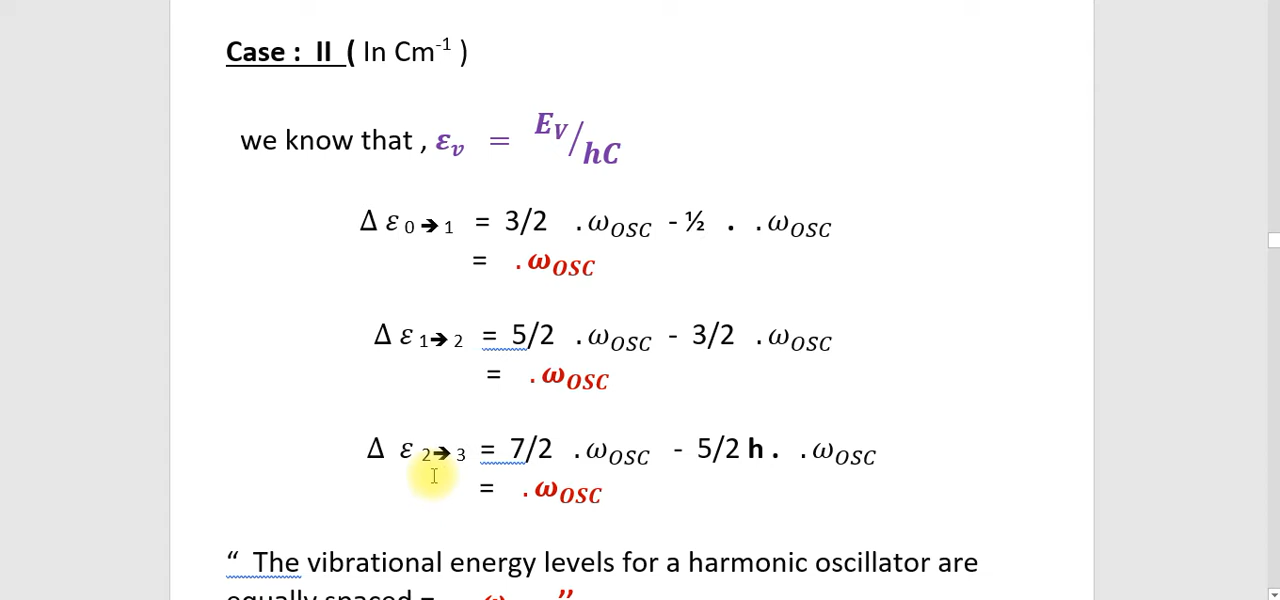 Case : II ( In Cm-1 )
we know that , εv = EV/hC
Δ ε 0 ➔ 1 = 3/2 .ωOSC - ½ . .ωOSC
= .ωOSC
Δ ε 1➔ 2 = 5/2 .ωOSC - 3/2 .ωOSC
= .ωOSC
Δ ε 2➔ 3 = 7/2 .ωOSC - 5/2 h . .ωOSC
= .ωOSC
“ The vibrational energy levels for a harmonic oscillator are
equally spaced = ”